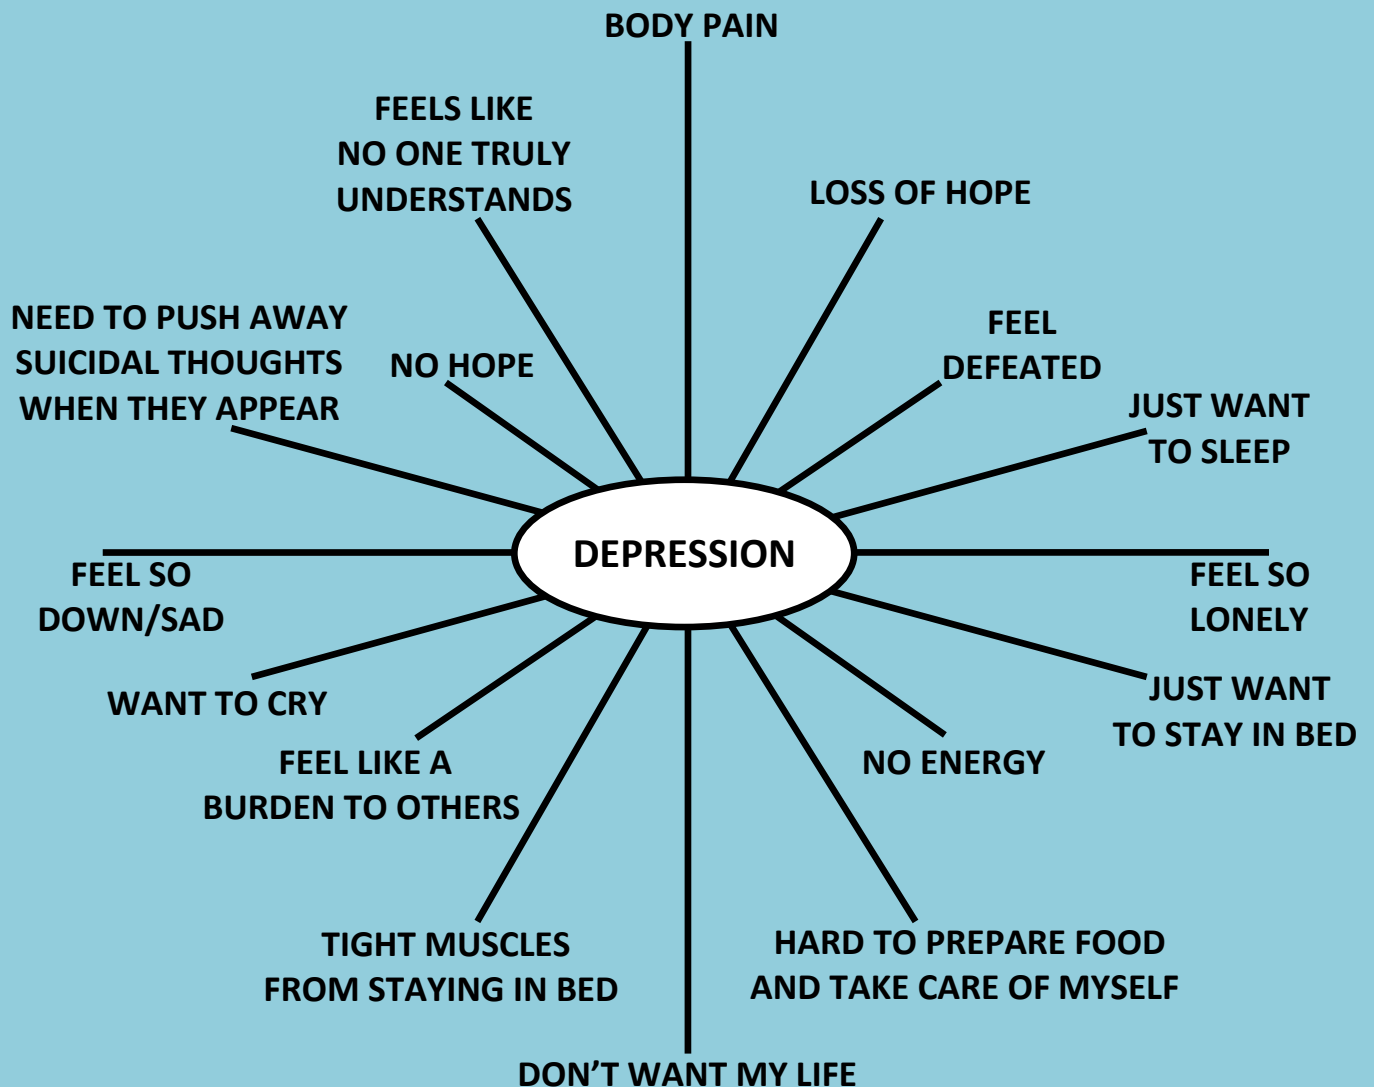 BODY PAIN
FEELS LIKE
NO ONE TRULY
UNDERSTANDS
LOSS OF HOPE
NEED TO PUSH AWAY
SUICIDAL THOUGHTS
WHEN THEY APPEAR
NO HOPE
FEEL
DEFEATED
JUST WANT
TO SLEEP
DEPRESSION
FEEL SO
DOWN/SAD
FEEL SO
LONELY
WANT TO CRY
JUST WANT
TO STAY IN BED
FEEL LIKE A
BURDEN TO OTHERS
NO ENERGY
TIGHT MUSCLES
FROM STAYING IN BED
HARD TO PREPARE FOOD
AND TAKE CARE OF MYSELF
DON’T WANT MY LIFE